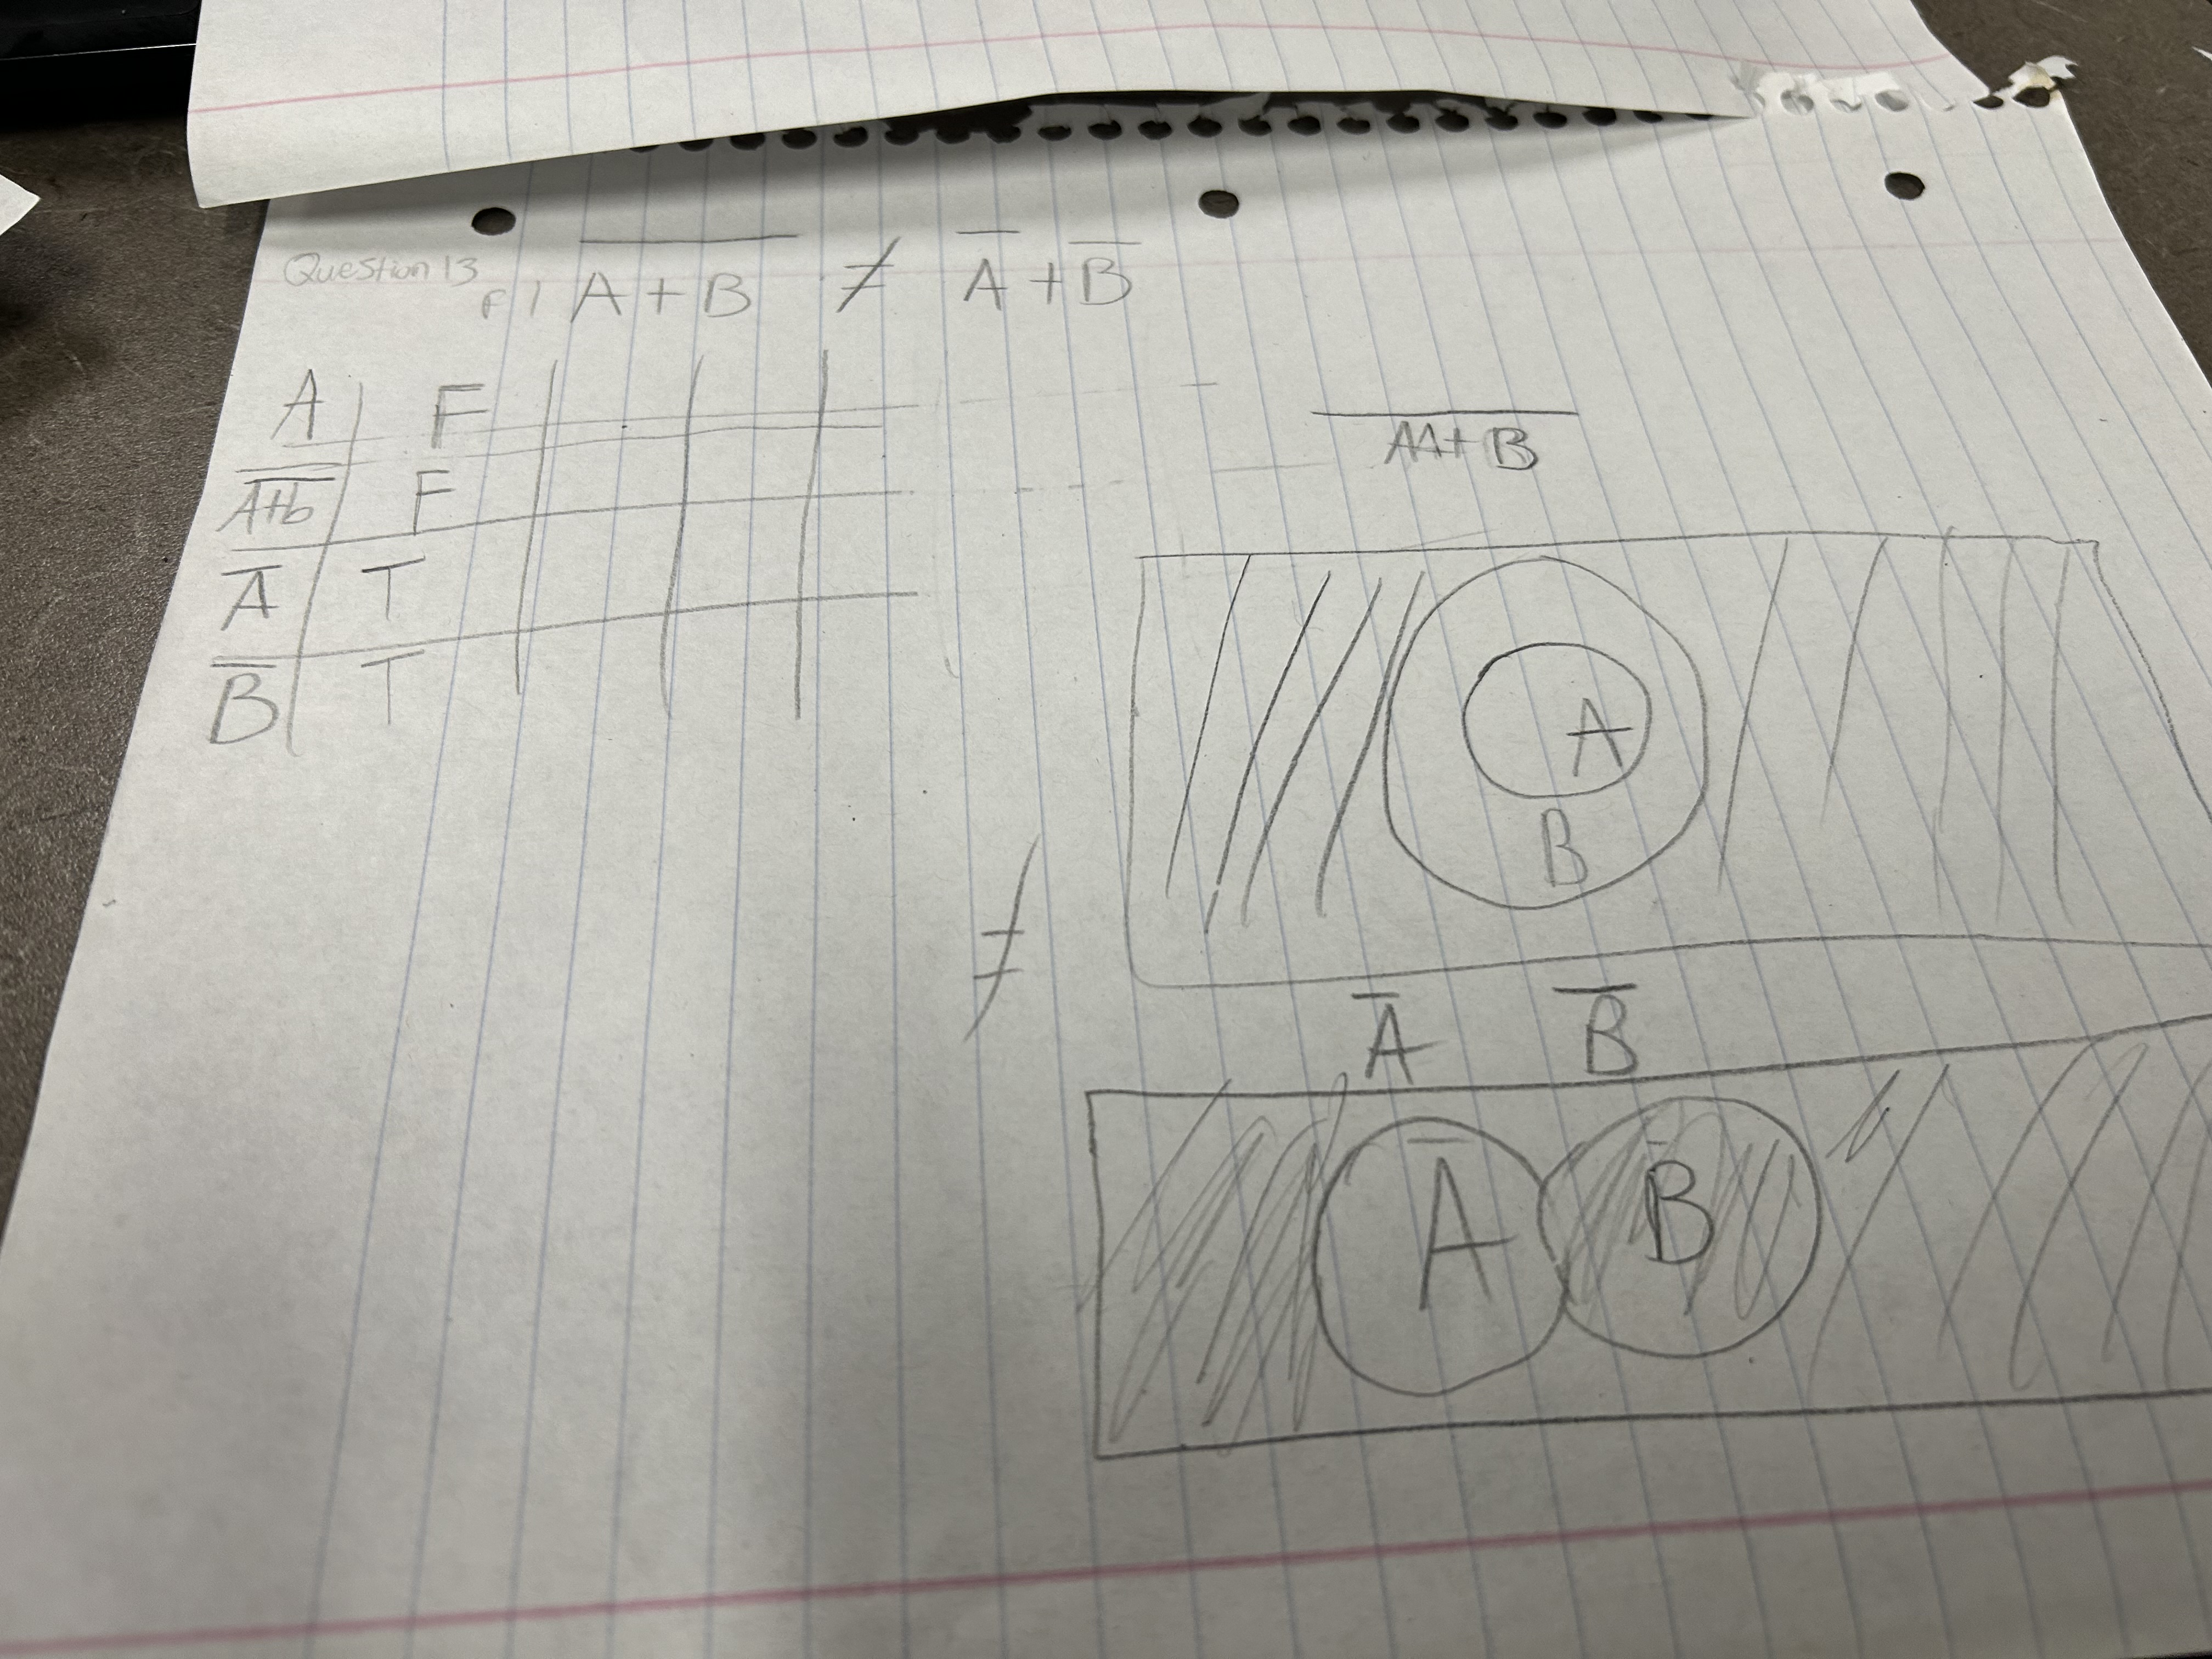 Question 13
A+B ≠ A̅ + B̅
A F
A+b F
A̅ T
B̅ T
A+B
A
B
≠
A̅ B̅
A̅
B